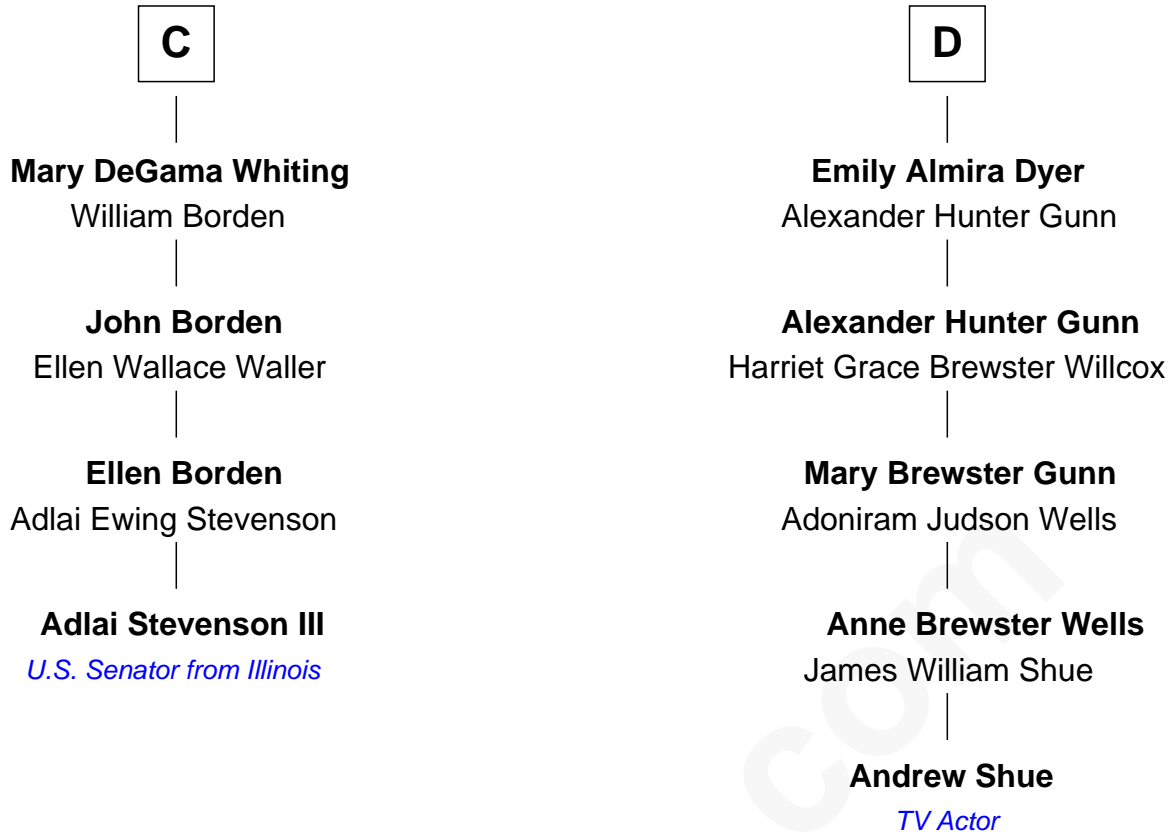 C
Mary DeGama Whiting
William Borden
John Borden
Ellen Wallace Waller
Ellen Borden
Adlai Ewing Stevenson
Adlai Stevenson III
U.S. Senator from Illinois
D
Emily Almira Dyer
Alexander Hunter Gunn
Alexander Hunter Gunn
Harriet Grace Brewster Willcox
Mary Brewster Gunn
Adoniram Judson Wells
Anne Brewster Wells
James William Shue
Andrew Shue
TV Actor
com